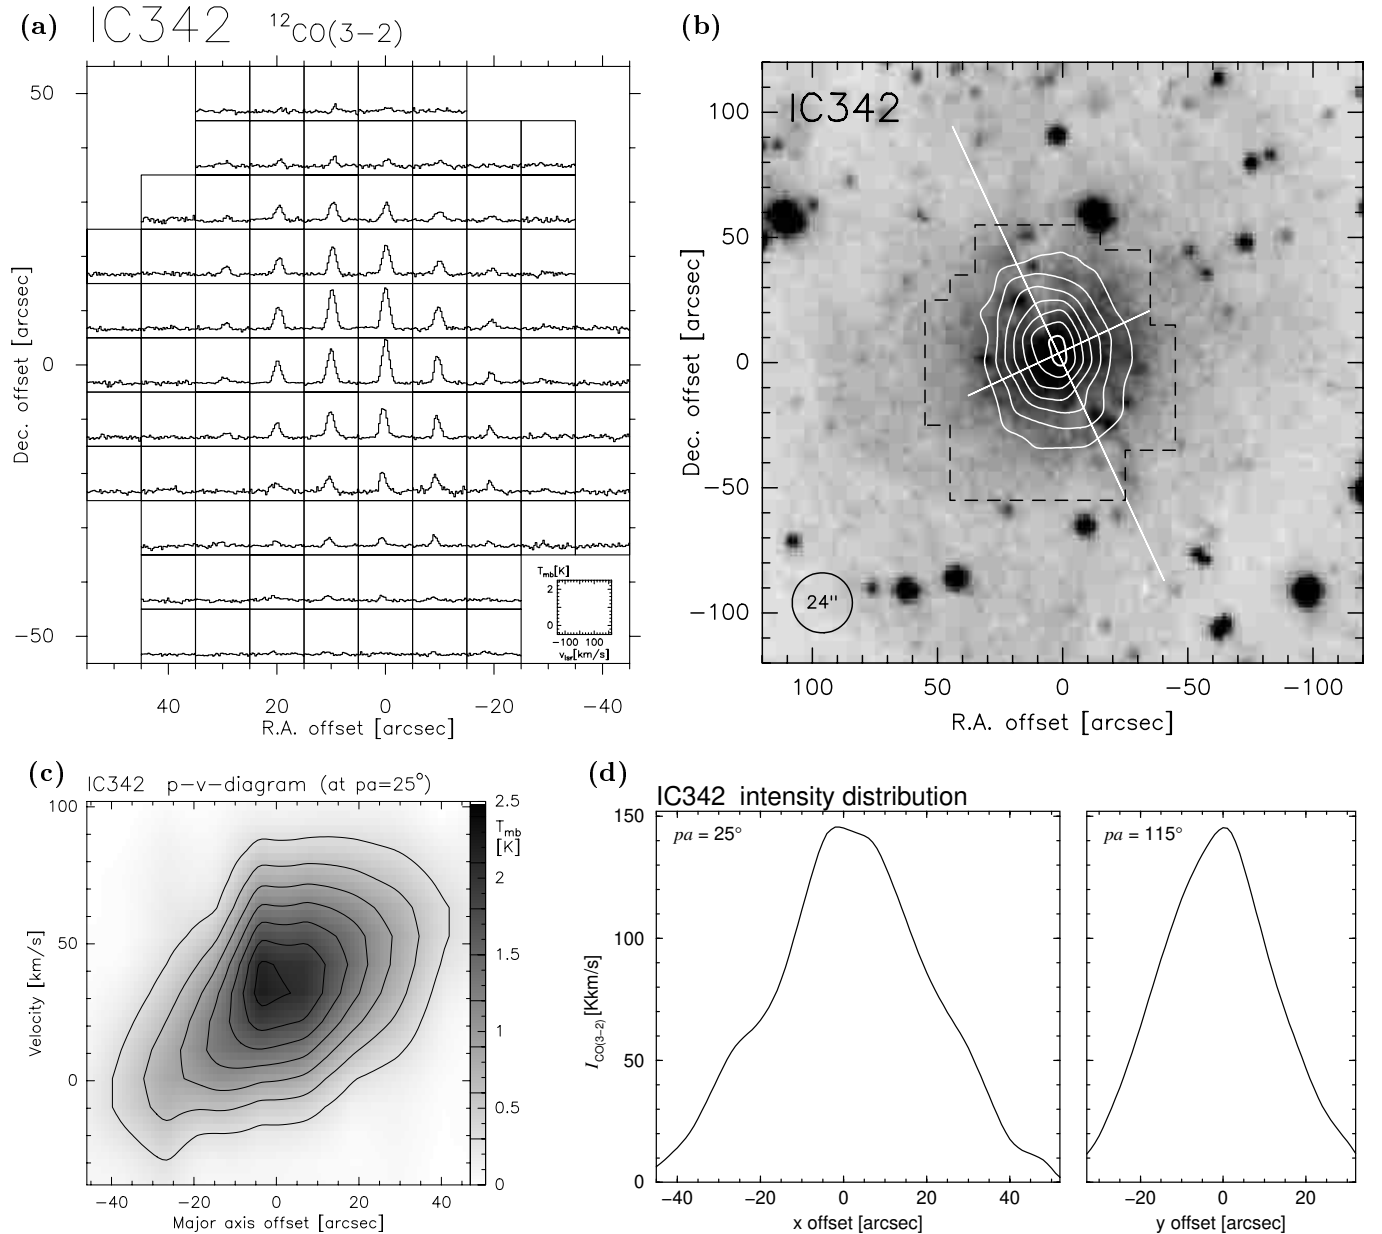 (a) IC342 ¹²CO(3−2)
50
0
−50
Dec. offset [arcsec]
40 20 0 −20 −40
R.A. offset [arcsec]
T_mb[K]
2
0
−100 100
v_lsr[km/s]
(b)
IC342
100
50
0
−50
−100
Dec. offset [arcsec]
24"
100 50 0 −50 −100
R.A. offset [arcsec]
(c)
IC342 p−v−diagram (at pa=25°)
100
50
0
Velocity [km/s]
−40 −20 0 20 40
Major axis offset [arcsec]
2.5
T_mb
[K]
2
1.5
1
0.5
0
(d)
IC342 intensity distribution
pa = 25°
150
100
50
0
I_CO(3−2) [Kkm/s]
−40 −20 0 20 40
x offset [arcsec]
pa = 115°
−20 0 20
y offset [arcsec]